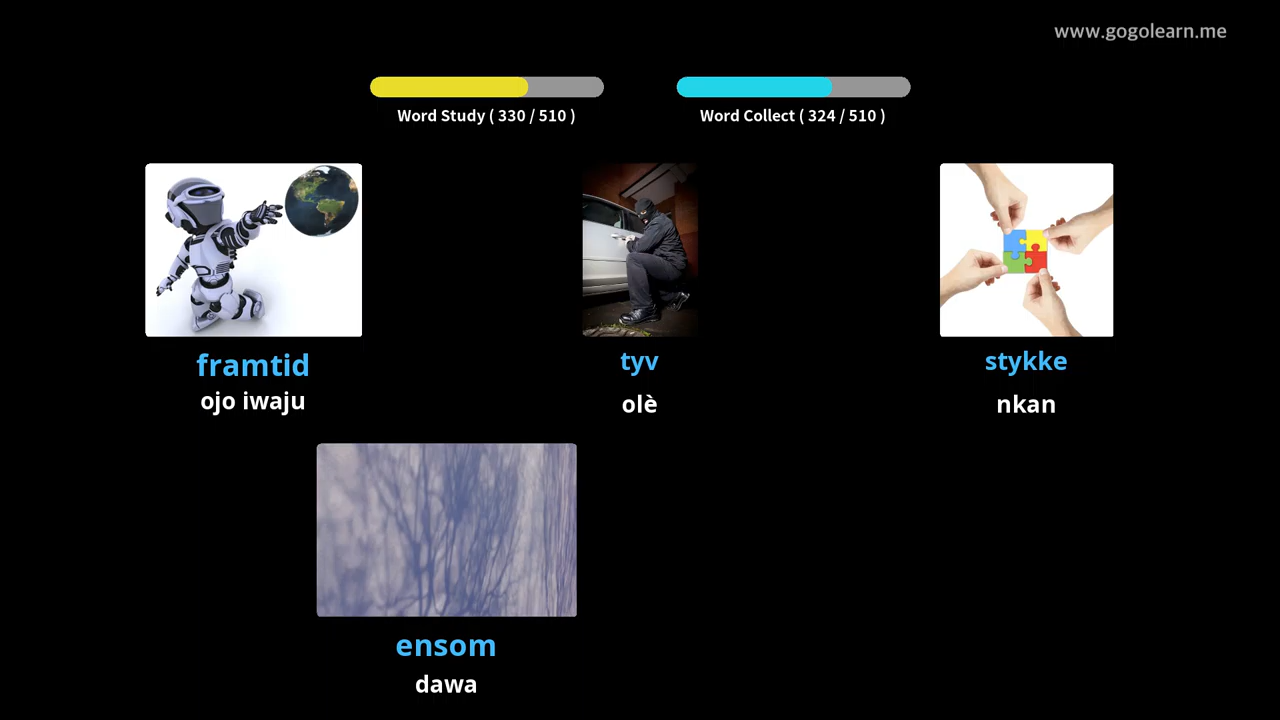 www.gogolearn.me
Word Study ( 330 / 510 )
Word Collect ( 324 / 510 )
framtid
ojo iwaju
tyv
olè
stykke
nkan
ensom
dawa